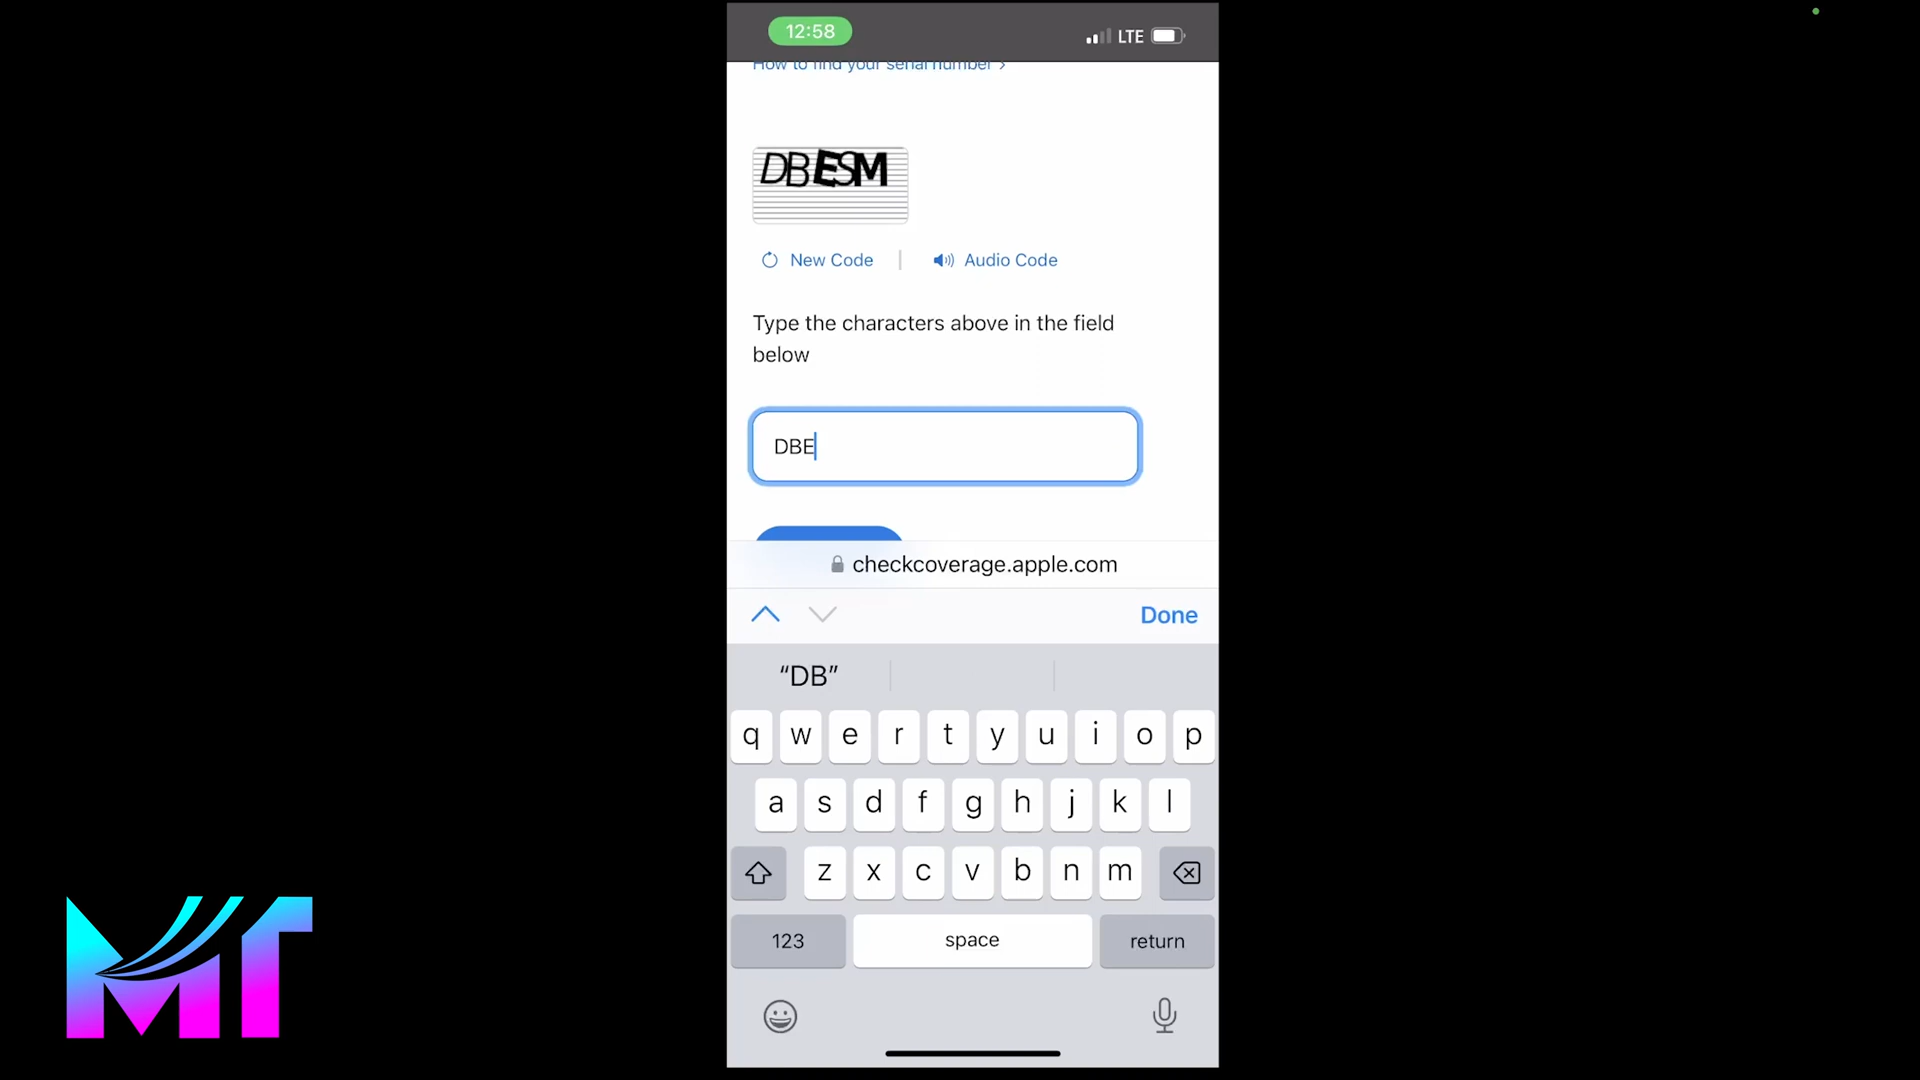 12:58
LTE
How to find your serial number >
DBESM
New Code
Audio Code
Type the characters above in the field
below
DBE
checkcoverage.apple.com
Done
“DB”
q w e r t y u i o p
a s d f g h j k l
z x c v b n m
123
space
return
MT